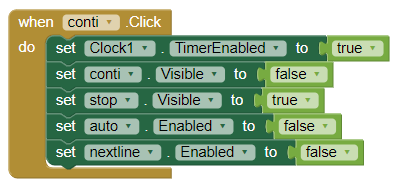 when conti .Click
do set Clock1 . TimerEnabled to true
set conti . Visible to false
set stop . Visible to true
set auto . Enabled to false
set nextline . Enabled to false